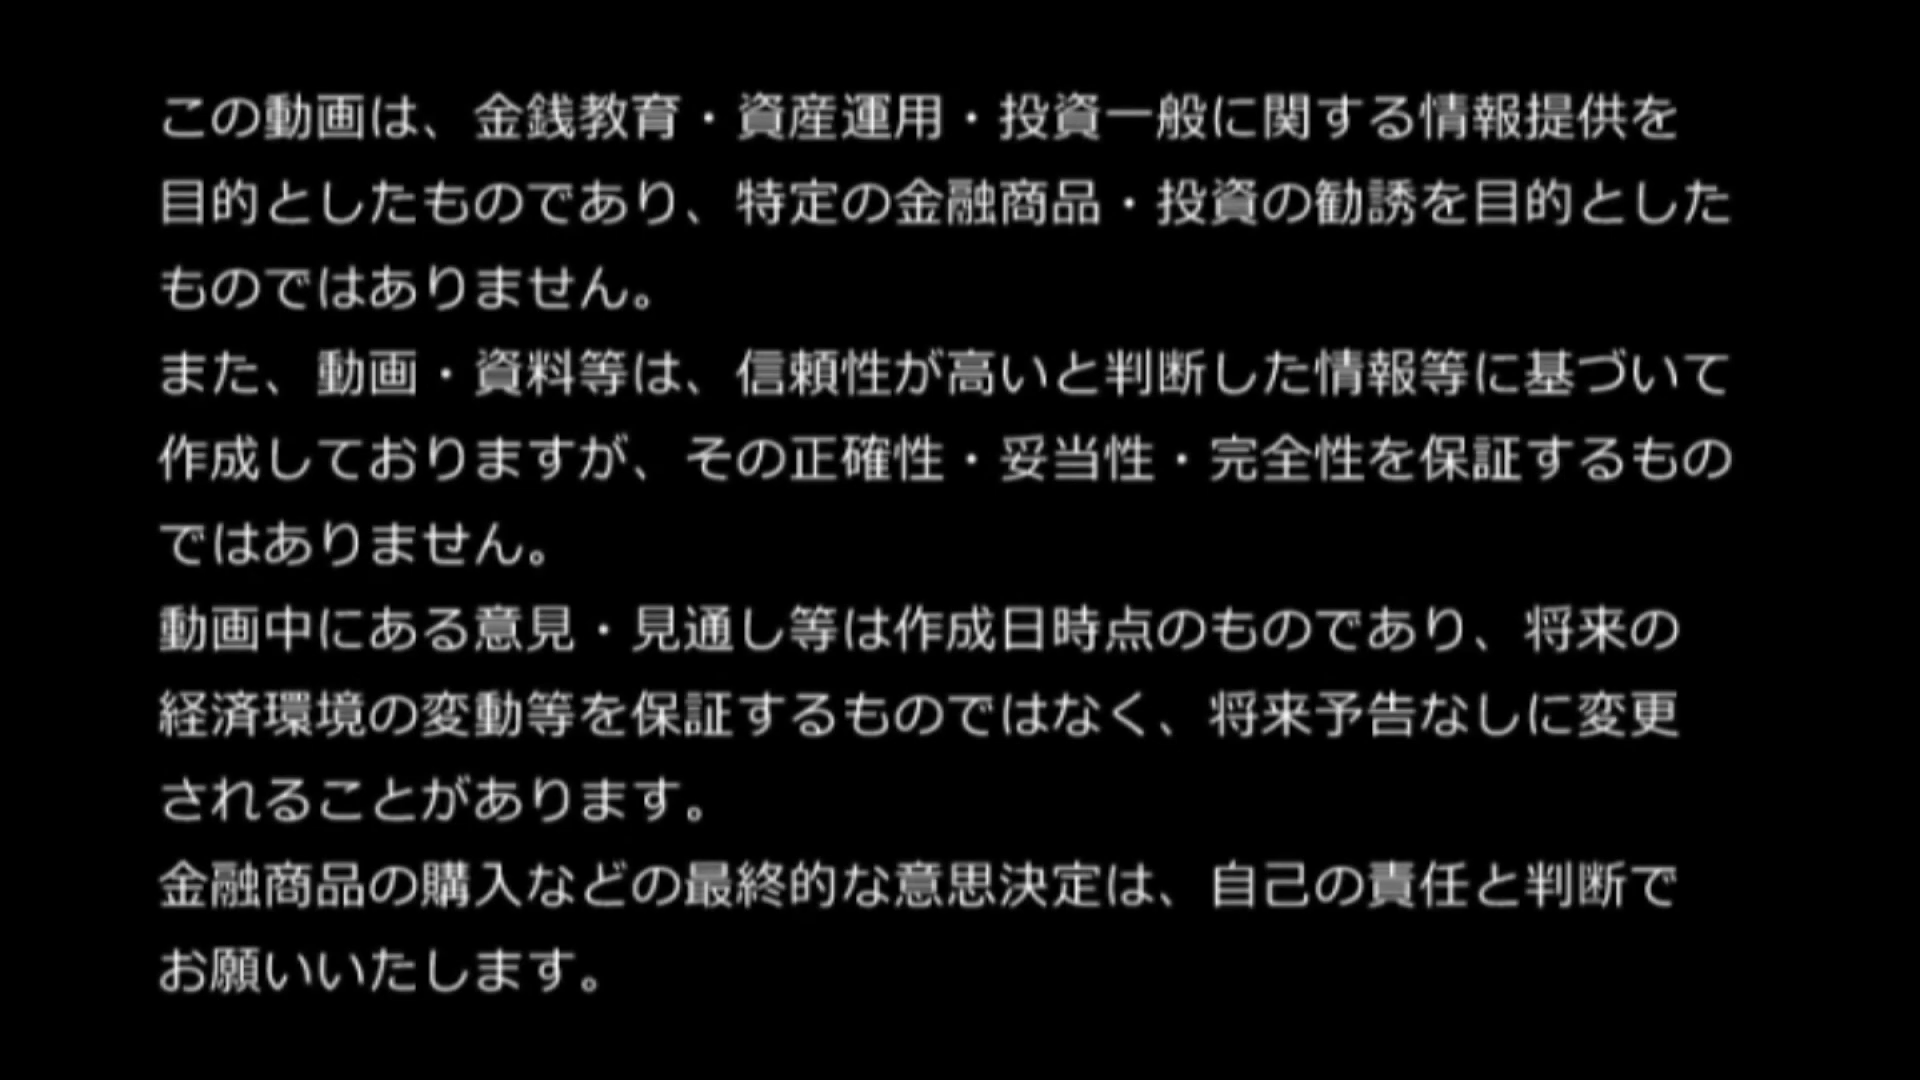 この動画は、金銭教育・資産運用・投資一般に関する情報提供を
目的としたものであり、特定の金融商品・投資の勧誘を目的とした
ものではありません。
また、動画・資料等は、信頼性が高いと判断した情報等に基づいて
作成しておりますが、その正確性・妥当性・完全性を保証するもの
ではありません。
動画中にある意見・見通し等は作成日時点のものであり、将来の
経済環境の変動等を保証するものではなく、将来予告なしに変更
されることがあります。
金融商品の購入などの最終的な意思決定は、自己の責任と判断で
お願いいたします。